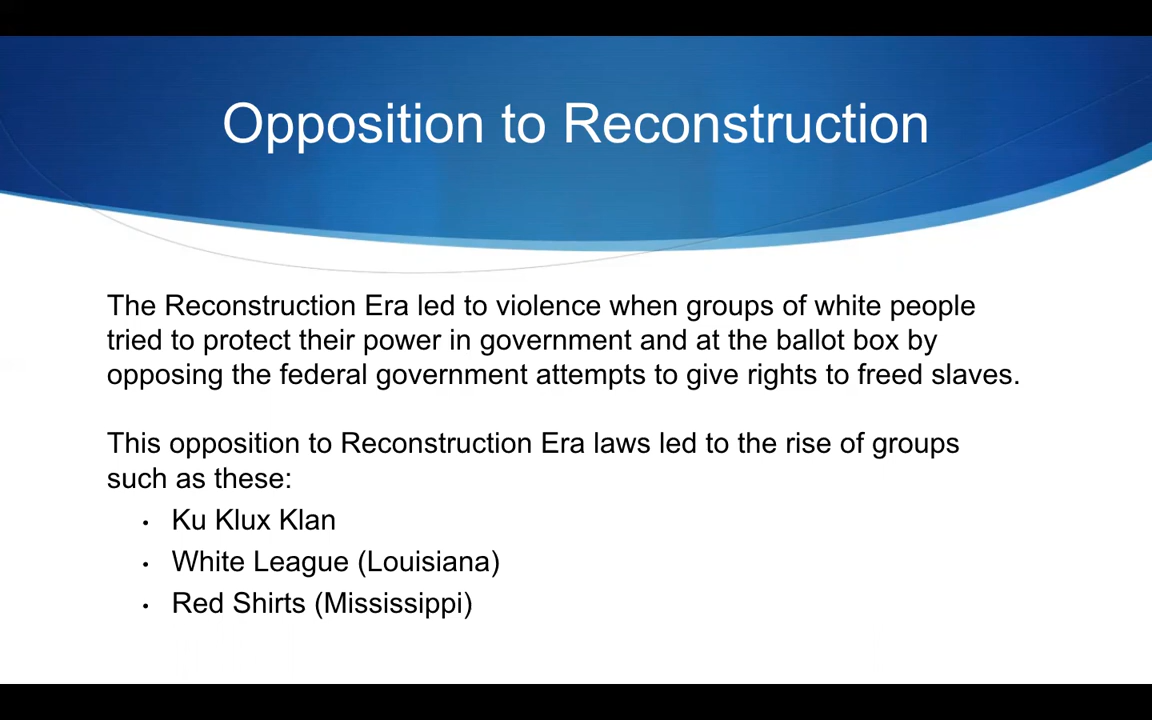 Opposition to Reconstruction
The Reconstruction Era led to violence when groups of white people
tried to protect their power in government and at the ballot box by
opposing the federal government attempts to give rights to freed slaves.
This opposition to Reconstruction Era laws led to the rise of groups
such as these:
• Ku Klux Klan
• White League (Louisiana)
• Red Shirts (Mississippi)